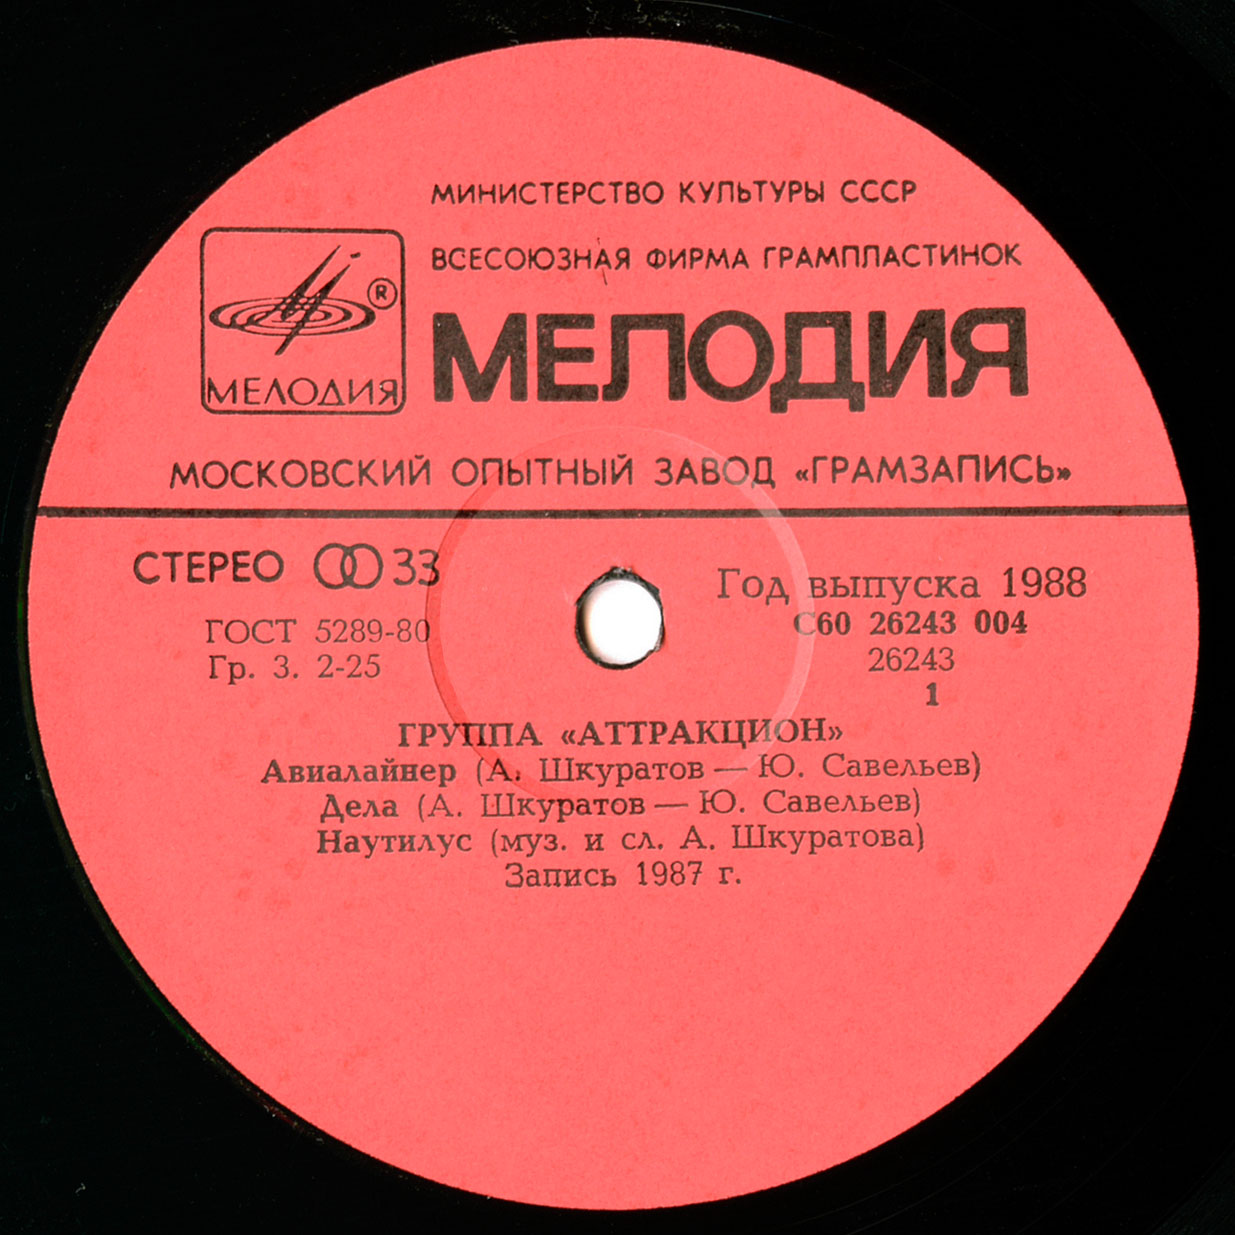 МИНИСТЕРСТВО КУЛЬТУРЫ СССР
ВСЕСОЮЗНАЯ ФИРМА ГРАМПЛАСТИНОК
®
МЕЛОДИЯ
МЕЛОДИЯ
МОСКОВСКИЙ ОПЫТНЫЙ ЗАВОД «ГРАМЗАПИСЬ»
СТЕРЕО 33
Год выпуска 1988
ГОСТ 5289-80
С60 26243 004
Гр. 3. 2-25
26243
1
ГРУППА «АТТРАКЦИОН»
Авиалайнер (А. Шкуратов — Ю. Савельев)
Дела (А. Шкуратов — Ю. Савельев)
Наутилус (муз. и сл. А. Шкуратова)
Запись 1987 г.